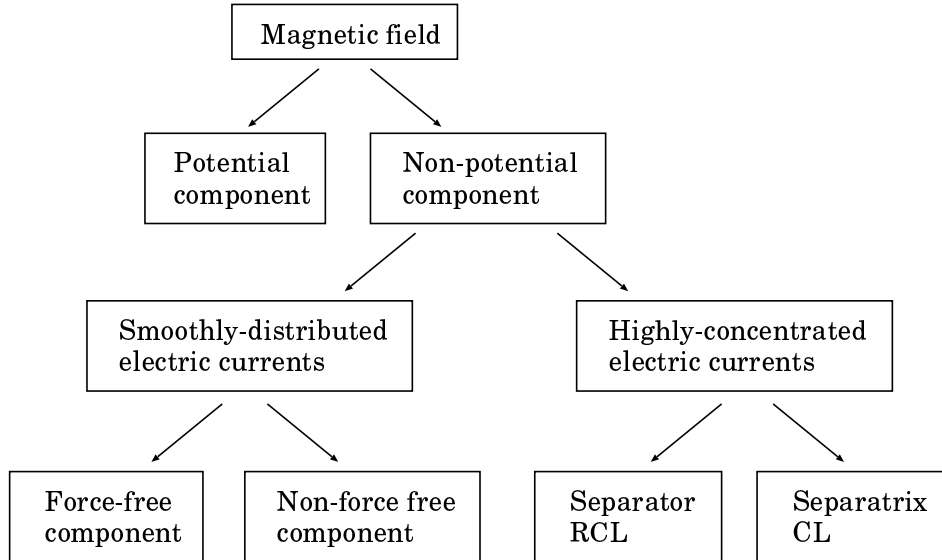 Magnetic field
Potential
component
Non-potential
component
Smoothly-distributed
electric currents
Highly-concentrated
electric currents
Force-free
component
Non-force free
component
Separator
RCL
Separatrix
CL